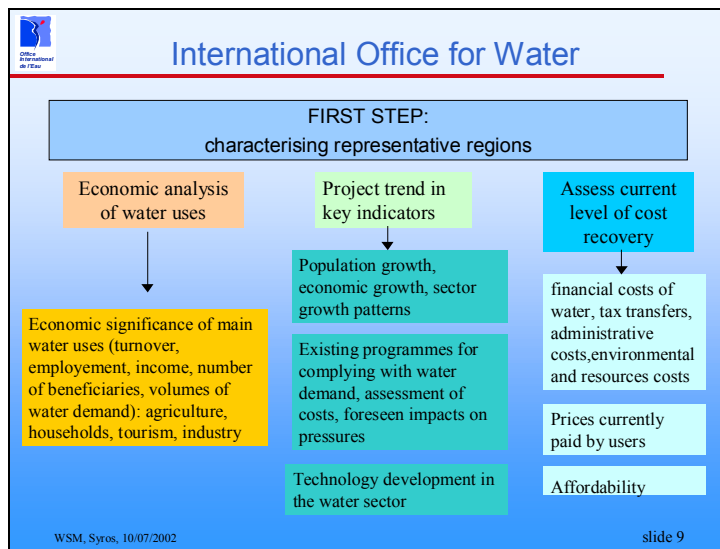 Office
International
de l'Eau
International Office for Water
FIRST STEP:
characterising representative regions
Economic analysis
of water uses
Economic significance of main
water uses (turnover,
employement, income, number
of beneficiaries, volumes of
water demand): agriculture,
households, tourism, industry
Project trend in
key indicators
Population growth,
economic growth, sector
growth patterns
Existing programmes for
complying with water
demand, assessment of
costs, foreseen impacts on
pressures
Technology development in
the water sector
Assess current
level of cost
recovery
financial costs of
water, tax transfers,
administrative
costs,environmental
and resources costs
Prices currently
paid by users
Affordability
WSM, Syros, 10/07/2002
slide 9